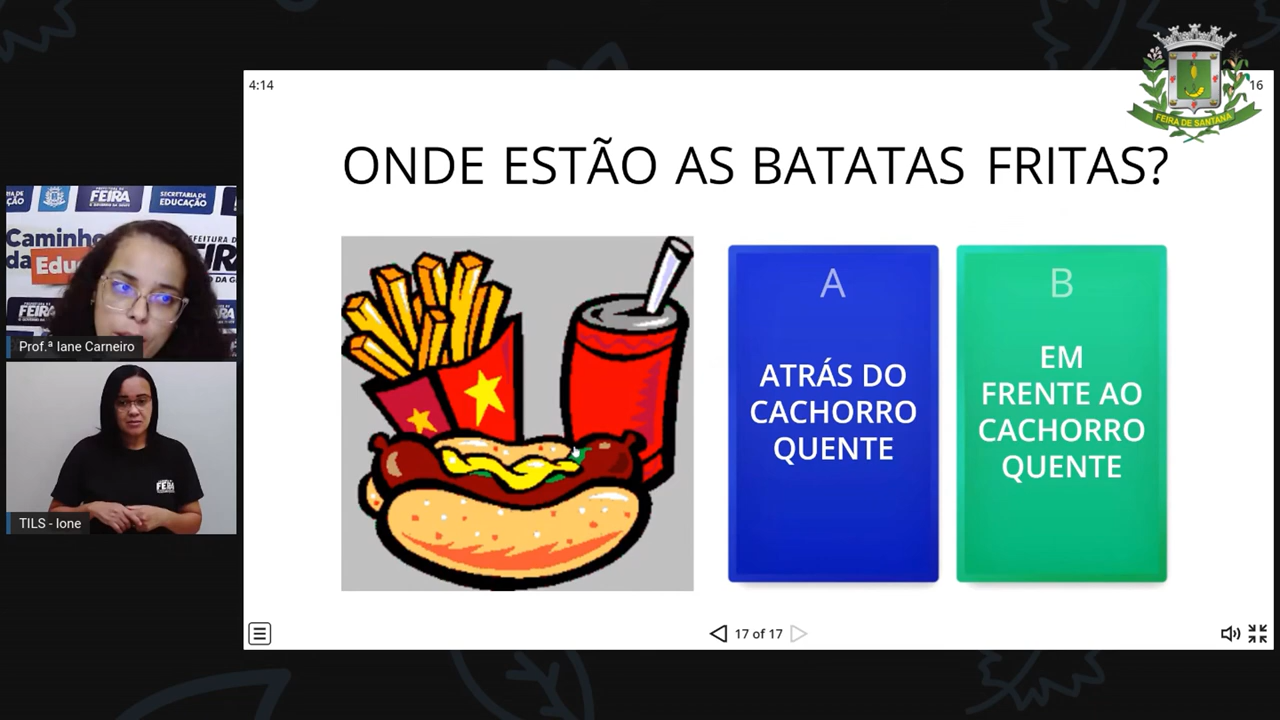 4:14
16
FEIRA DE SANTANA
ONDE ESTÃO AS BATATAS FRITAS?
A
ATRÁS DO
CACHORRO
QUENTE
B
EM
FRENTE AO
CACHORRO
QUENTE
FEIRA
SECRETARIA DE
EDUCAÇÃO
Caminho
da Edu
FEIRA
Prof.ª Iane Carneiro
TILS - Ione
17 of 17